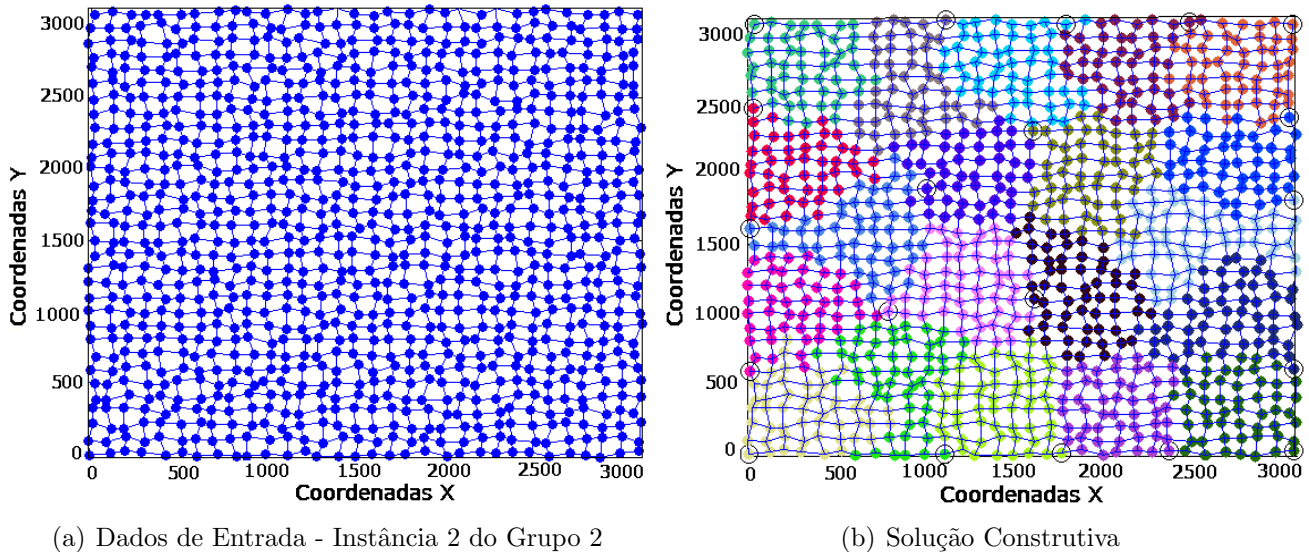 3000
2500
2000
1,500
1000
500
0
Coordenadas Y
0 500 1000 1500 2000 2500 3000
Coordenadas X
(a) Dados de Entrada - Instância 2 do Grupo 2
3000
2500
2000
1500
1000
500
0
Coordenadas Y
0 500 1000 1500 2000 2500 3000
Coordenadas X
(b) Solução Construtiva